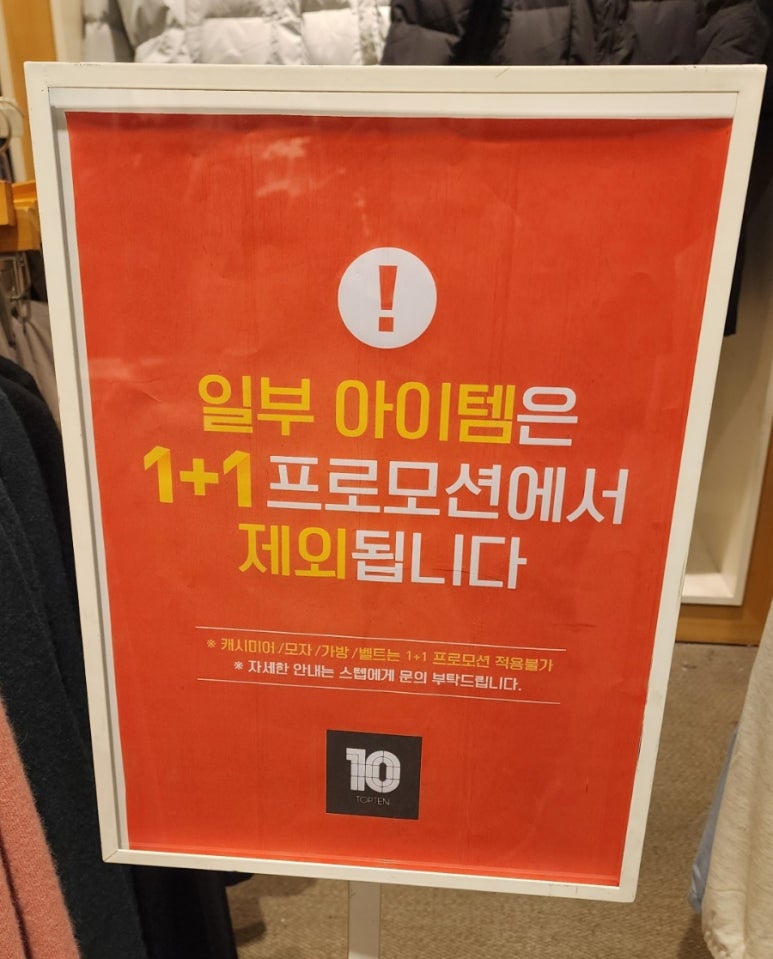 !
일부 아이템은
1+1 프로모션에서
제외됩니다
※ 캐시미어/모자/가방/벨트는 1+1 프로모션 적용불가
※ 자세한 안내는 스텝에게 문의 부탁드립니다.
10
TOPTEN